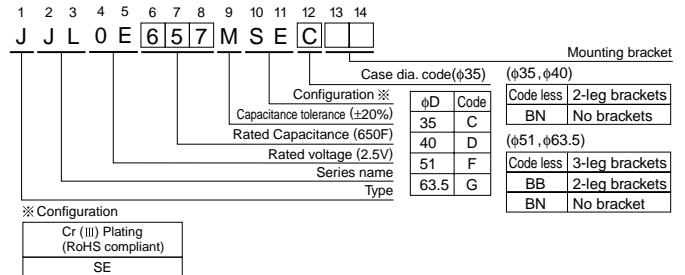 1 2 3 4 5 6 7 8 9 10 11 12 13 14
J J L 0 E 6 5 7 M S E C
Mounting bracket
Case dia. code(ϕ35)
Configuration ※
Capacitance tolerance (±20%)
Rated Capacitance (650F)
Rated voltage (2.5V)
Series name
Type
ϕD Code
35 C
40 D
51 F
63.5 G
(ϕ35,ϕ40)
Code less 2-leg brackets
BN No brackets
(ϕ51,ϕ63.5)
Code less 3-leg brackets
BB 2-leg brackets
BN No bracket
※Configuration
Cr (Ⅲ) Plating
(RoHS compliant)
SE